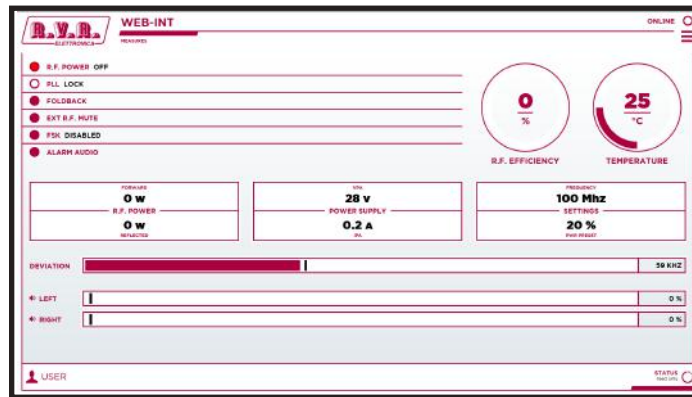 R.V.R.
ELETTRONICA
WEB-INT
MEASURES
ONLINE
R.F. POWER OFF
PLL LOCK
FOLDBACK
EXT R.F. MUTE
FSK DISABLED
ALARM AUDIO
0
%
R.F. EFFICIENCY
25
°C
TEMPERATURE
FORWARD
0 W
R.F. POWER
0 W
REFLECTED
VPA
28 V
POWER SUPPLY
0.2 A
IPA
FREQUENCY
100 Mhz
SETTINGS
20 %
PWR PRESET
DEVIATION
59 KHZ
LEFT
0 %
RIGHT
0 %
USER
STATUS